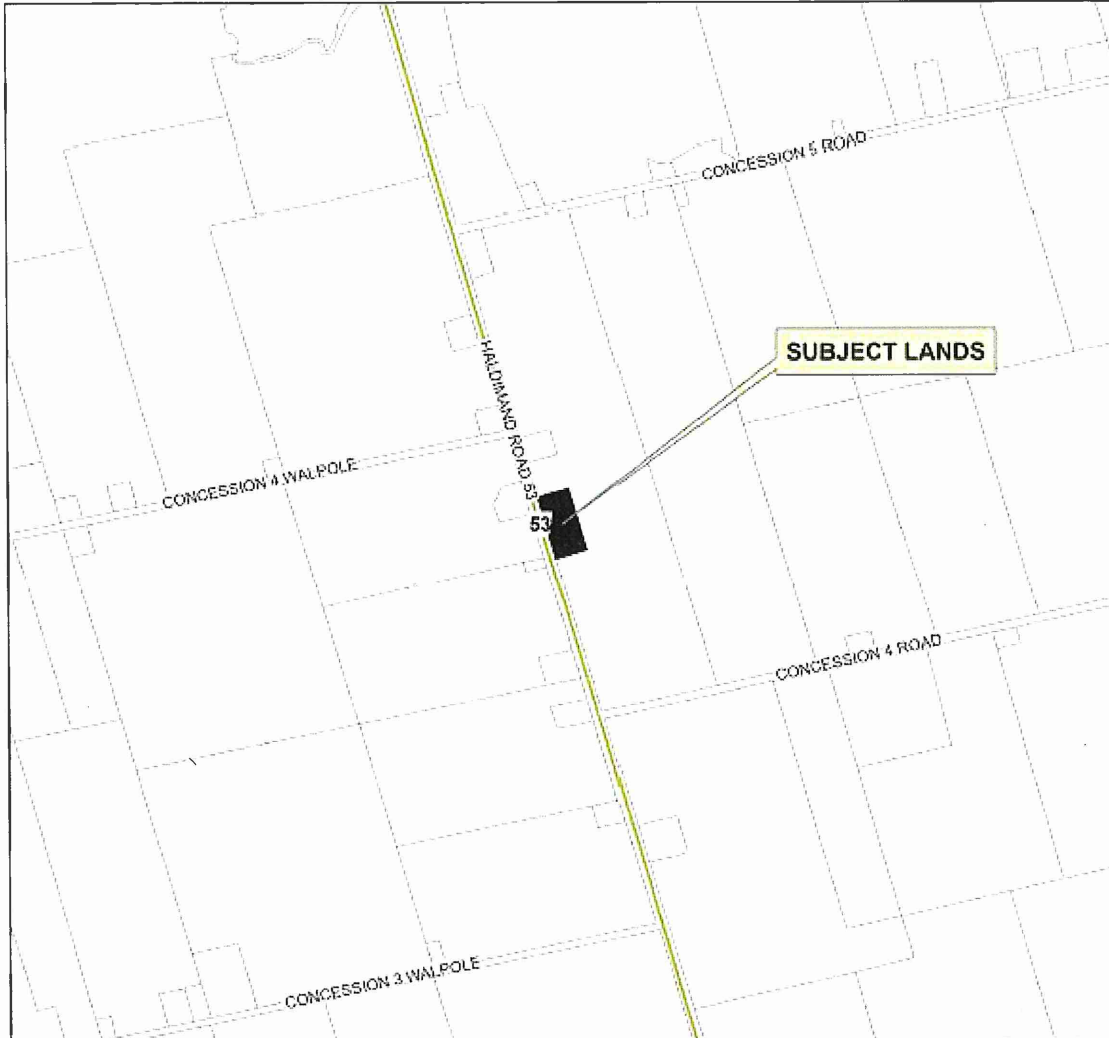 CONCESSION 5 ROAD
SUBJECT LANDS
HALDIMAND ROAD 53
CONCESSION 4 WALPOLE
53
CONCESSION 4 ROAD
CONCESSION 3 WALPOLE